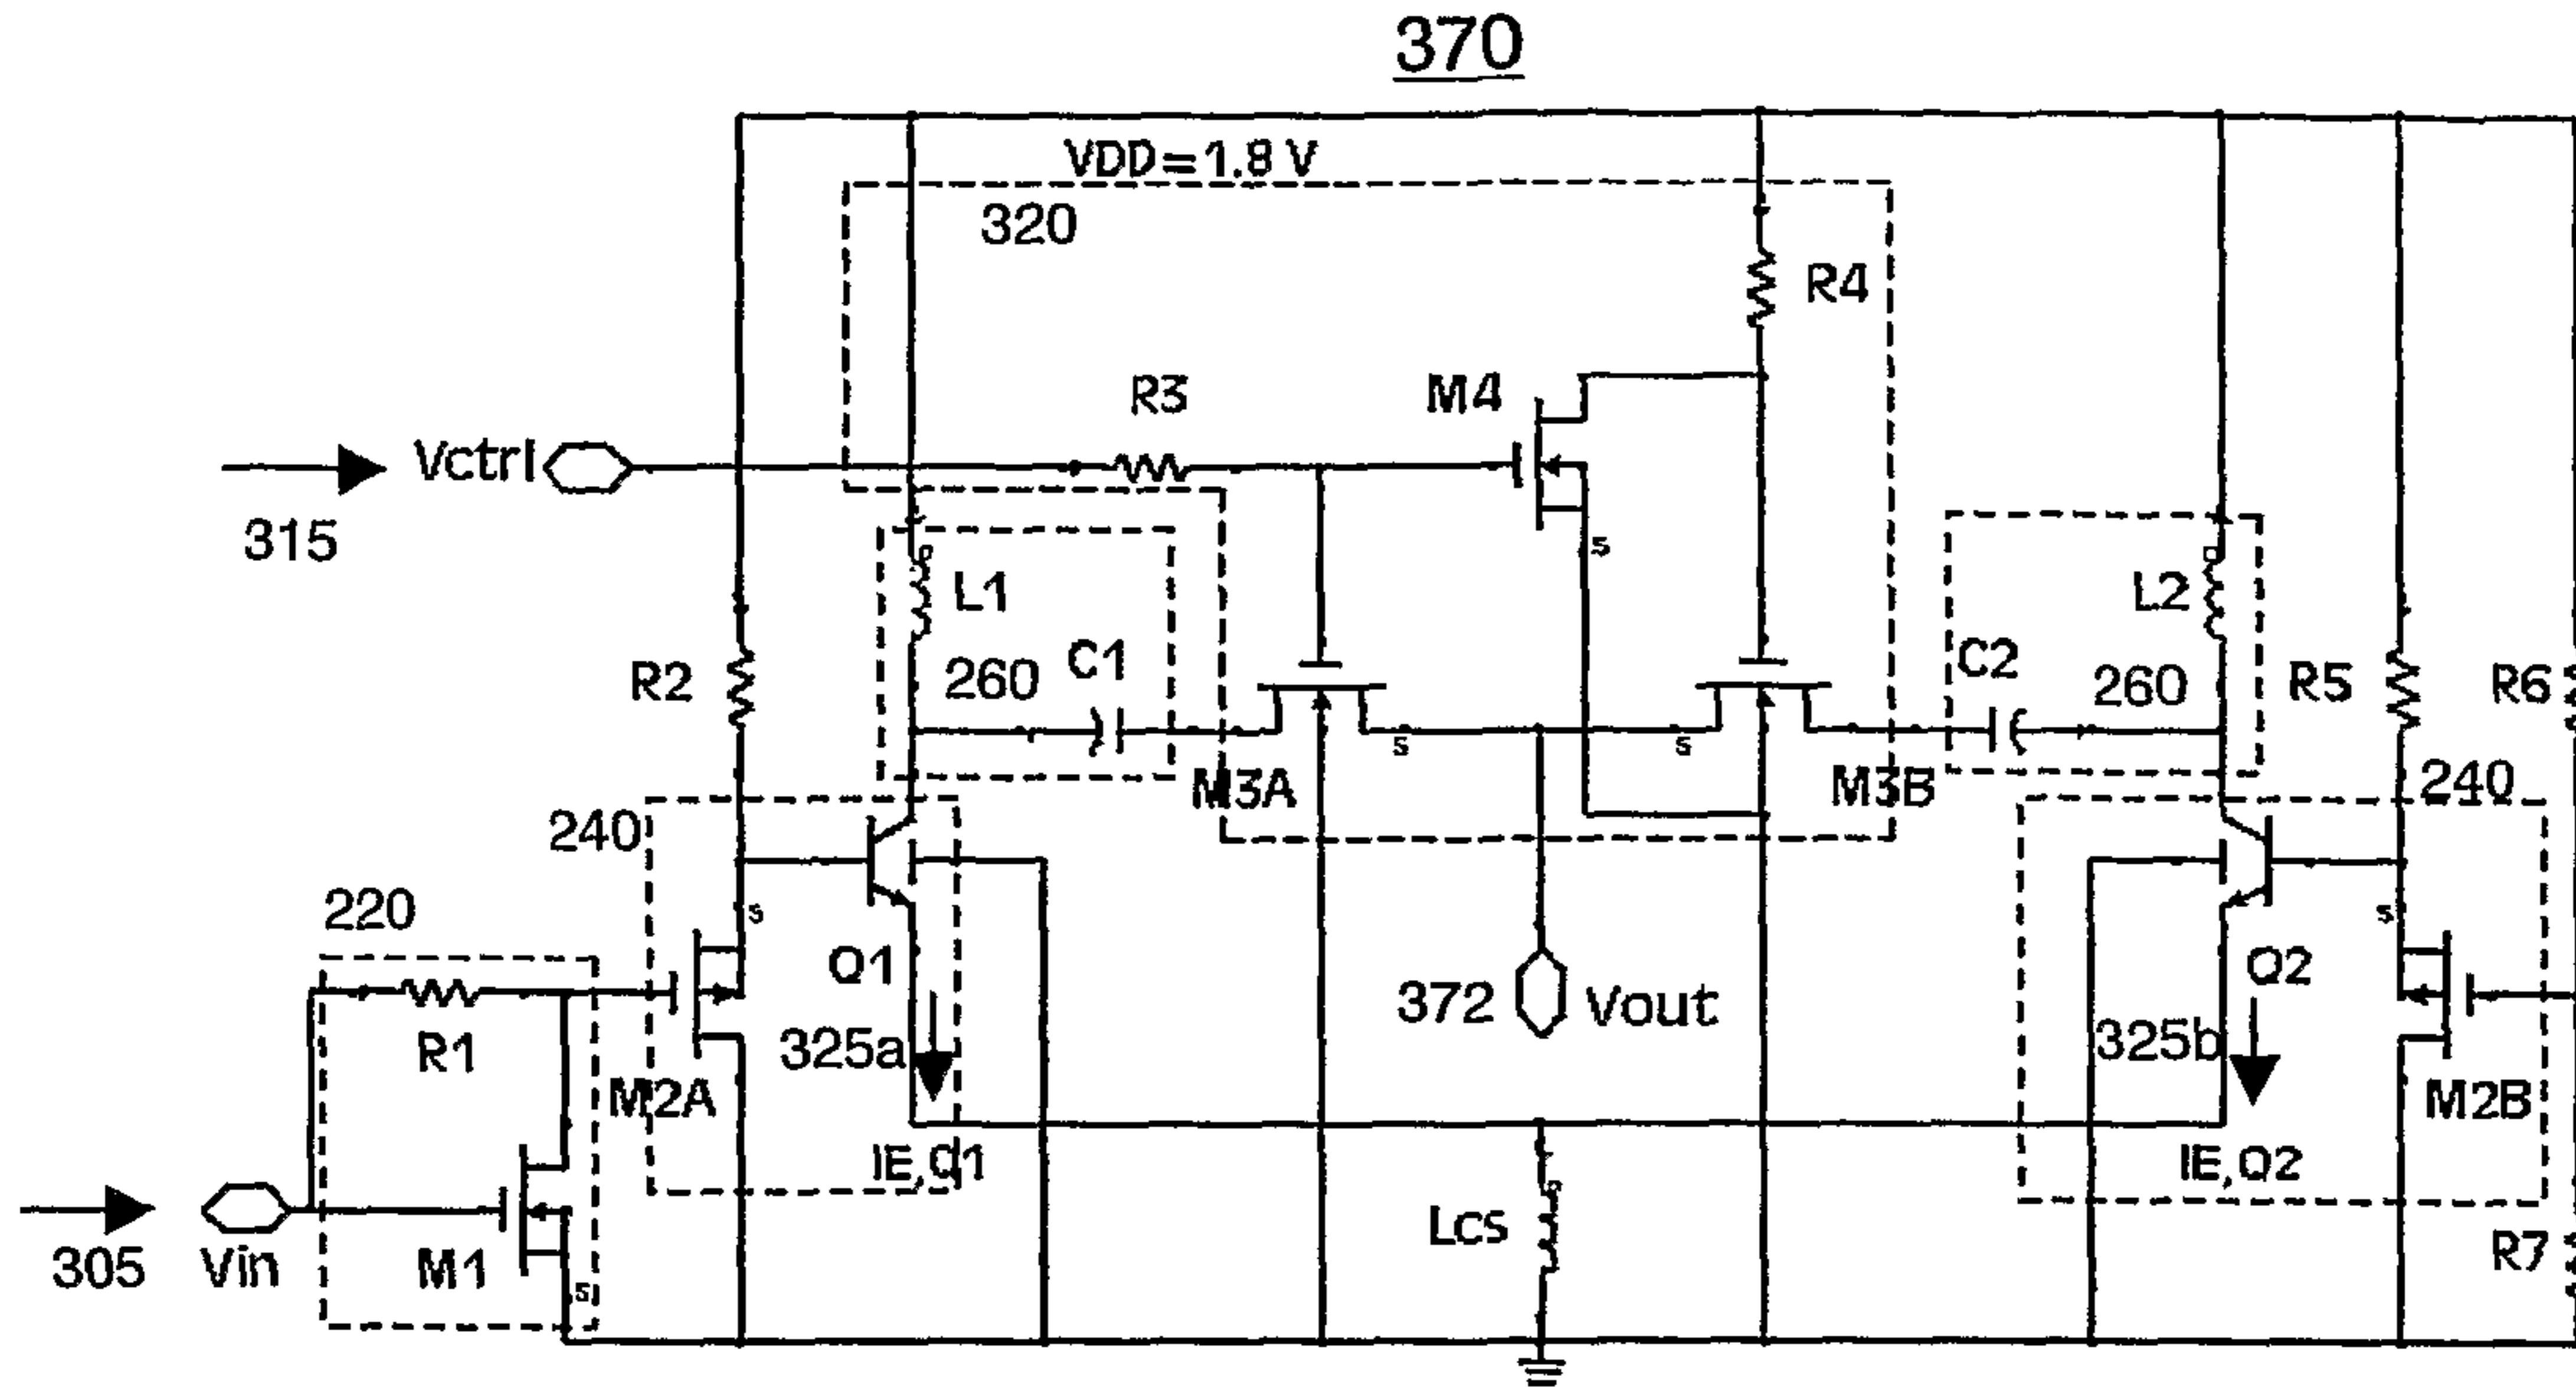 370
VDD=1.8 V
320
R4
R3
M4
Vctrl
315
S
L1
L2
C1
C2
R2
260
260
R5
R6
S
S
M3A
M3B
240
240
220
S
S
Q1
Q2
372
Vout
R1
325a
325b
M2A
M2B
IE,Q1
IE,Q2
Lcs
305
Vin
M1
S
R7